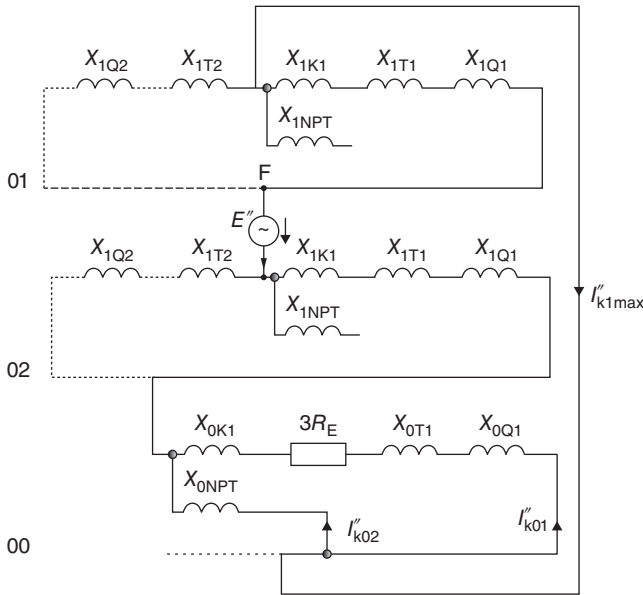 X1Q2 X1T2 X1K1 X1T1 X1Q1
X1NPT
F
01
E″
~
X1Q2 X1T2 X1K1 X1T1 X1Q1
I″k1max
X1NPT
02
X0K1 3RE X0T1 X0Q1
X0NPT
I″k02 I″k01
00